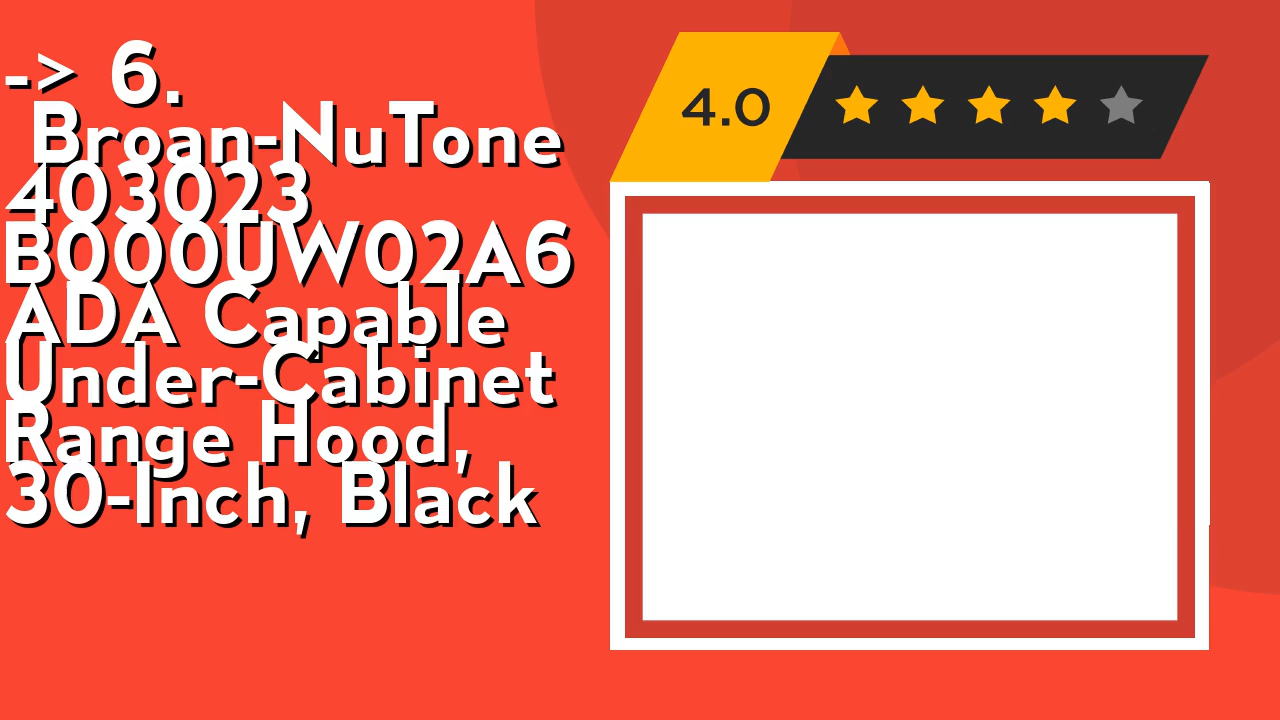 -> 6.
Broan-NuTone
403023
B000UW02A6
ADA Capable
Under-Cabinet
Range Hood,
30-Inch, Black
4.0